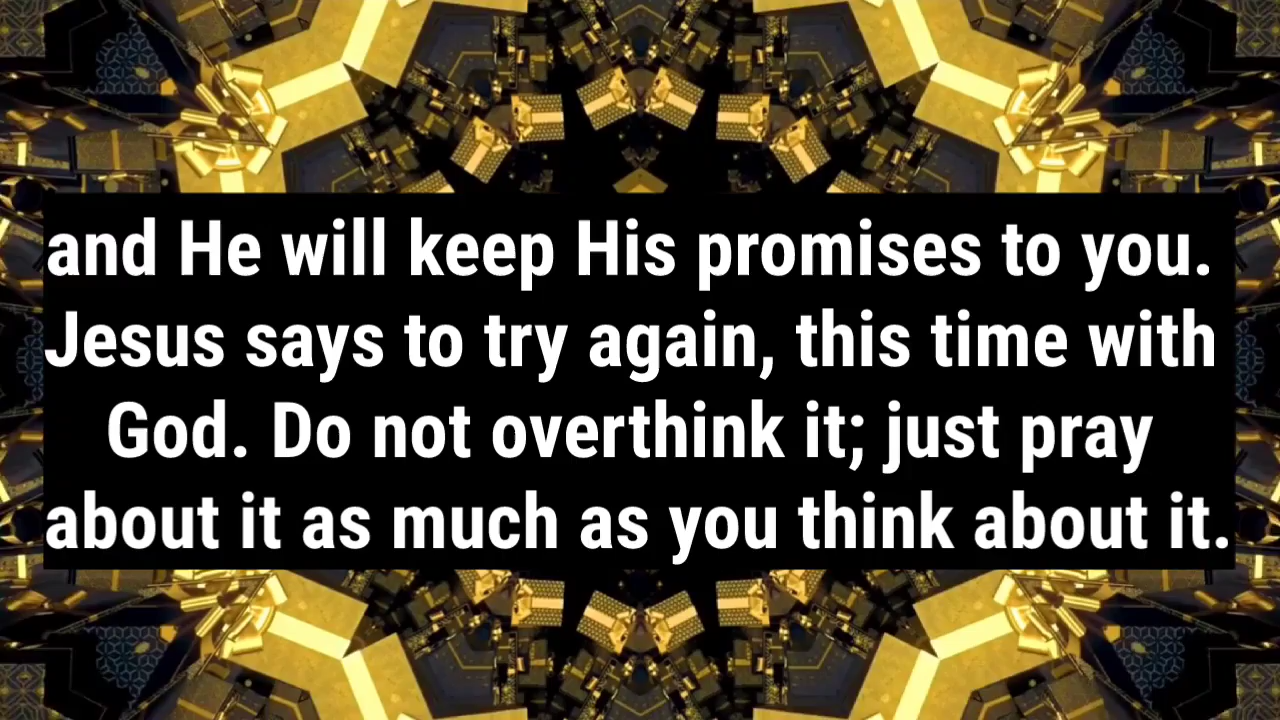 and He will keep His promises to you.
Jesus says to try again, this time with
God. Do not overthink it; just pray
about it as much as you think about it.